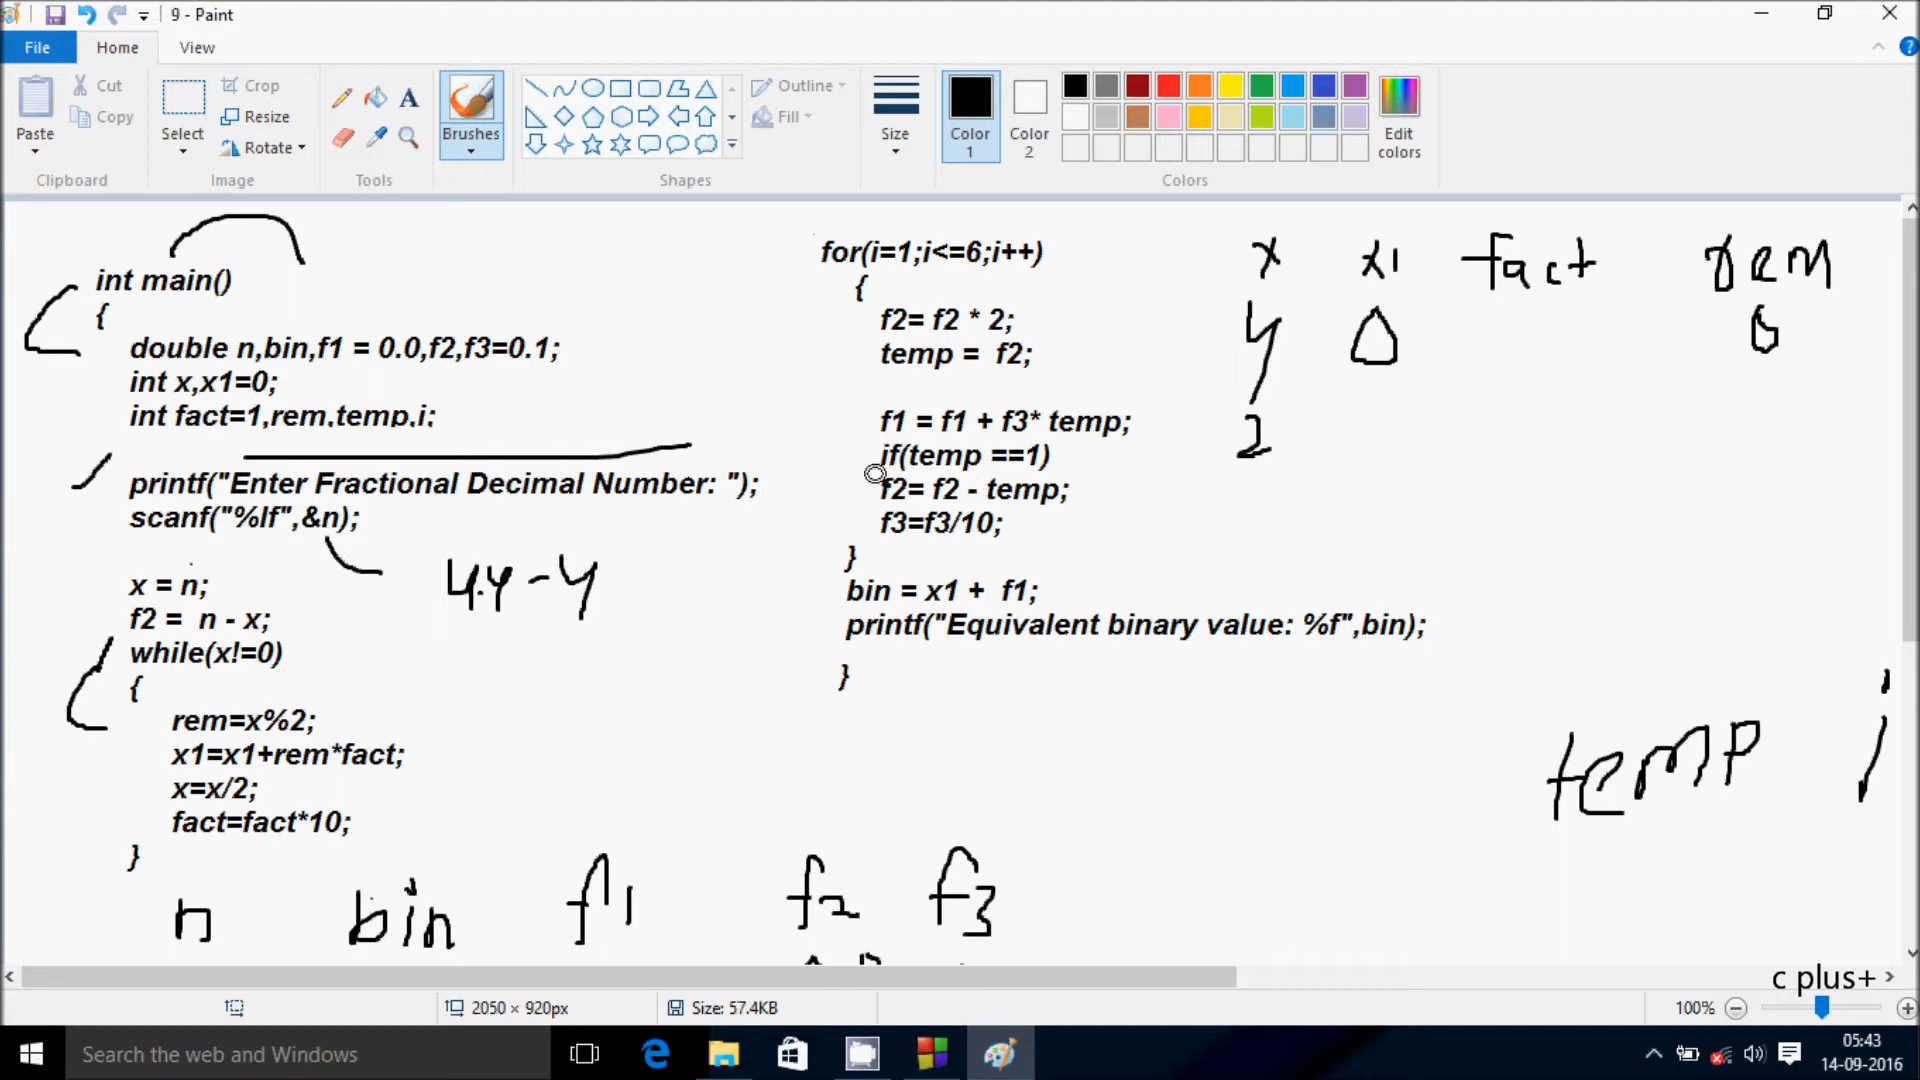 9 - Paint
File Home View
Paste
Cut
Copy
Clipboard
Select
Crop
Resize
Rotate
Image
A
Tools
Brushes
Shapes
Outline
Fill
Size
Color 1
Color 2
Colors
Edit colors
int main()
{
double n,bin,f1 = 0.0,f2,f3=0.1;
int x,x1=0;
int fact=1,rem,temp,i;
printf("Enter Fractional Decimal Number: ");
scanf("%lf",&n);
x = n;
f2 = n - x;
while(x!=0)
{
rem=x%2;
x1=x1+rem*fact;
x=x/2;
fact=fact*10;
}
4.4 - 4
n bin f1 f2 f3
for(i=1;i<=6;i++)
{
f2= f2 * 2;
temp = f2;
f1 = f1 + f3* temp;
if(temp ==1)
f2= f2 - temp;
f3=f3/10;
}
bin = x1 + f1;
printf("Equivalent binary value: %f",bin);
}
x x1 fact rem
4 0 0
2
temp i
c plus+
2050 × 920px
Size: 57.4KB
100%
Search the web and Windows
05:43
14-09-2016